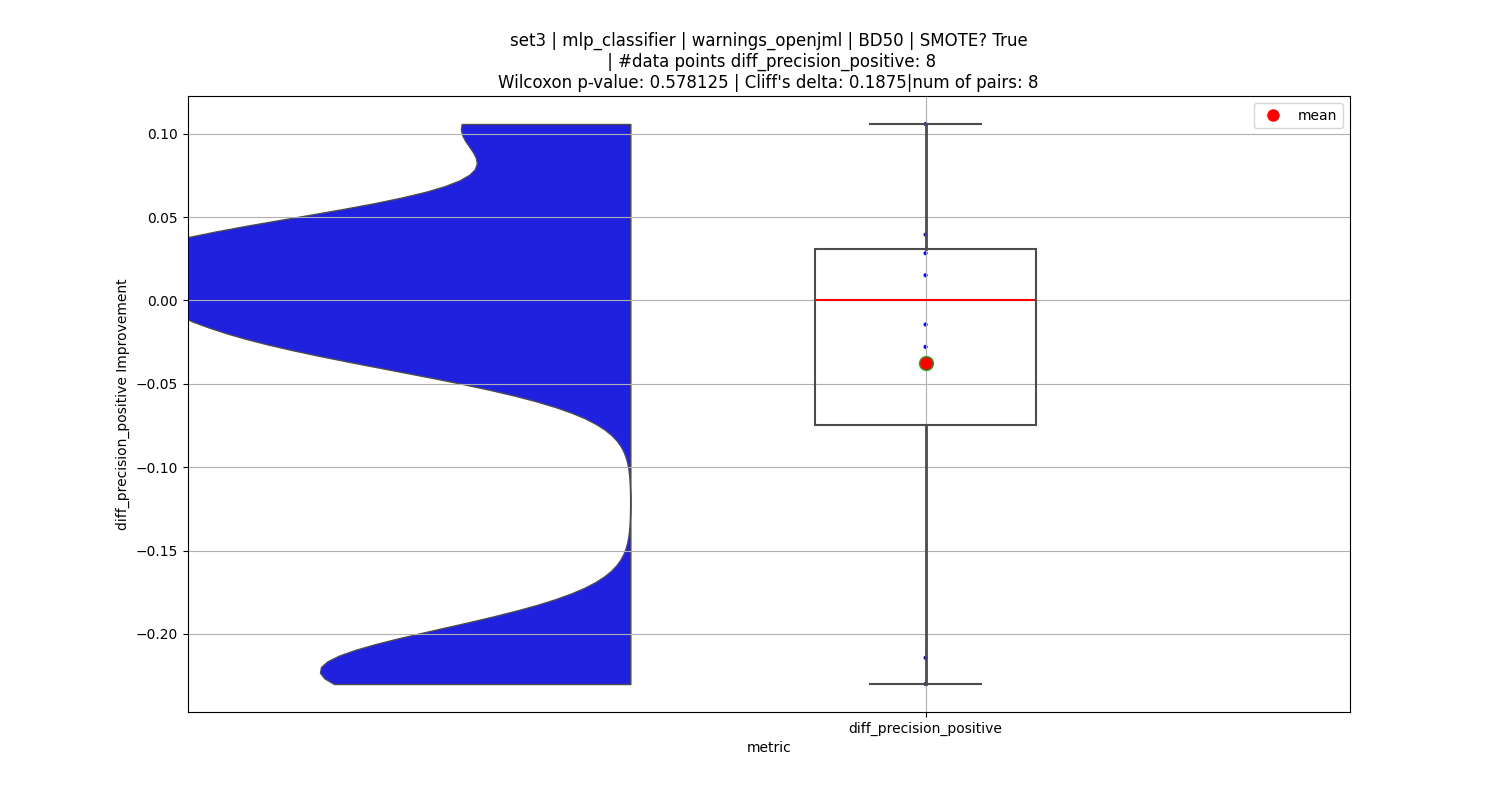 set3 | mlp_classifier | warnings_openjml | BD50 | SMOTE? True
| #data points diff_precision_positive: 8
Wilcoxon p-value: 0.578125 | Cliff's delta: 0.1875|num of pairs: 8
mean
0.10
0.05
0.00
−0.05
−0.10
−0.15
−0.20
diff_precision_positive Improvement
diff_precision_positive
metric